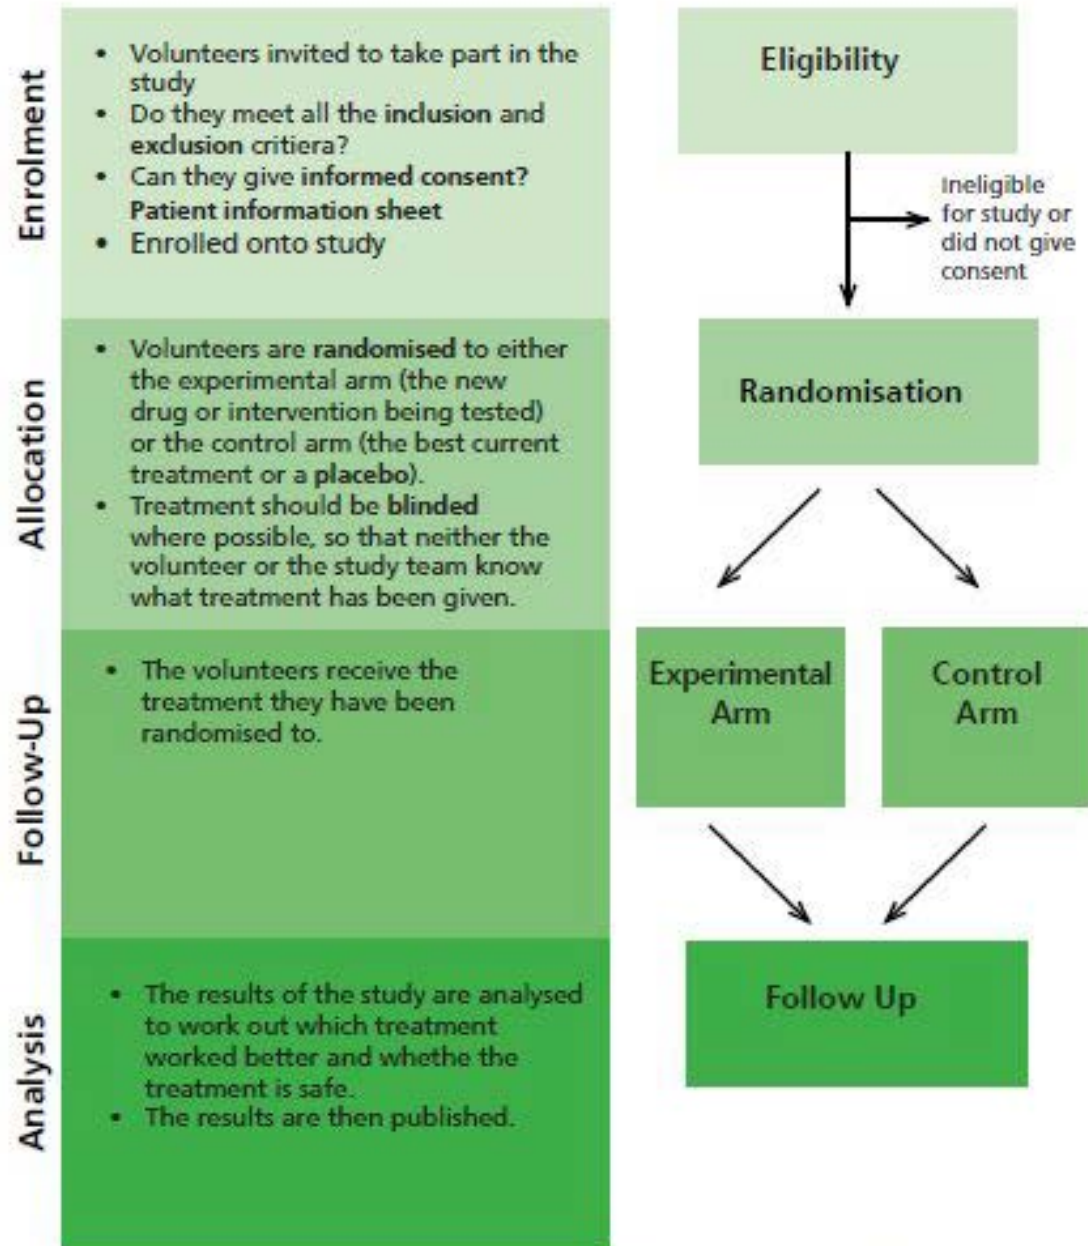 Enrolment
• Volunteers invited to take part in the
study
• Do they meet all the inclusion and
exclusion critiera?
• Can they give informed consent?
Patient information sheet
• Enrolled onto study
Eligibility
Ineligible
for study or
did not give
consent
Allocation
• Volunteers are randomised to either
the experimental arm (the new
drug or intervention being tested)
or the control arm (the best current
treatment or a placebo).
• Treatment should be blinded
where possible, so that neither the
volunteer or the study team know
what treatment has been given.
Randomisation
Follow-Up
• The volunteers receive the
treatment they have been
randomised to.
Experimental
Arm
Control
Arm
Analysis
• The results of the study are analysed
to work out which treatment
worked better and whethe the
treatment is safe.
• The results are then published.
Follow Up